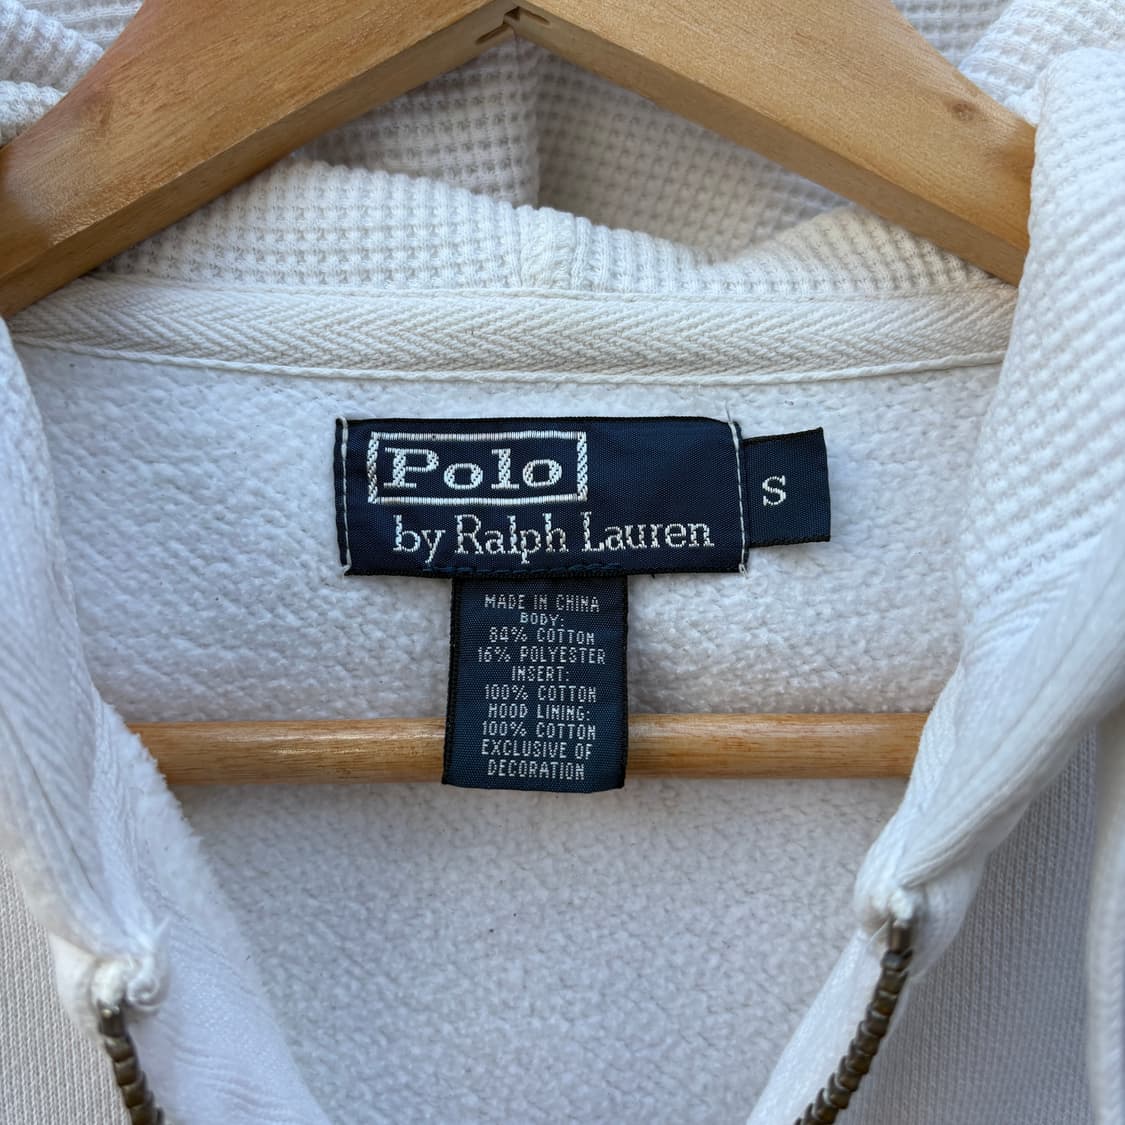 Polo
by Ralph Lauren
S
MADE IN CHINA
BODY:
84% COTTON
16% POLYESTER
INSERT:
100% COTTON
HOOD LINING:
100% COTTON
EXCLUSIVE OF
DECORATION